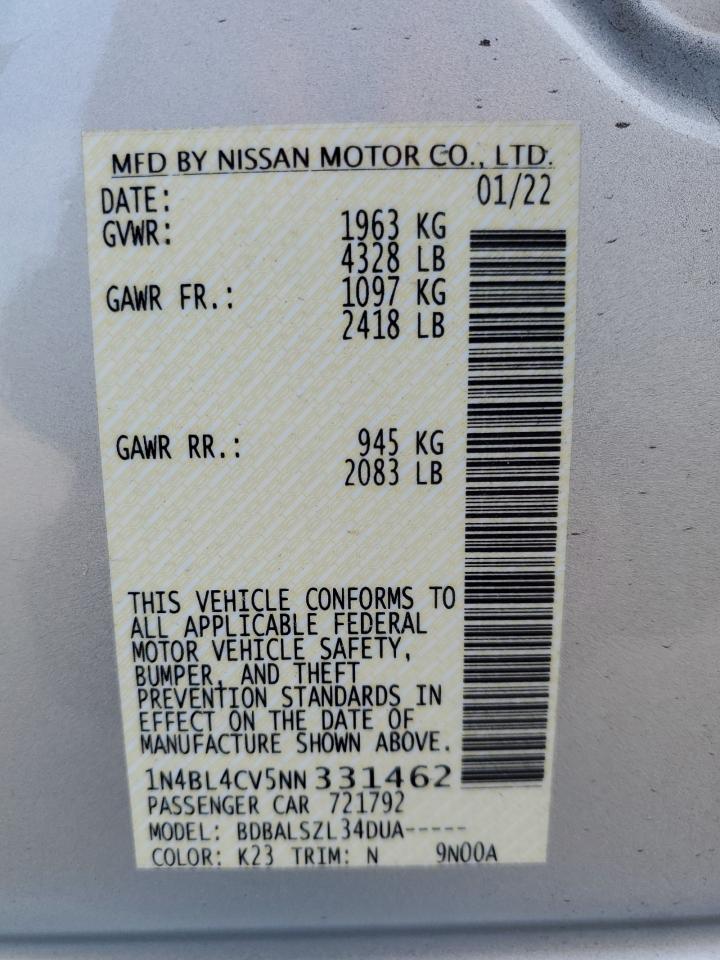 MFD BY NISSAN MOTOR CO., LTD.
DATE: 01/22
GVWR: 1963 KG
4328 LB
GAWR FR.: 1097 KG
2418 LB
GAWR RR.: 945 KG
2083 LB
THIS VEHICLE CONFORMS TO
ALL APPLICABLE FEDERAL
MOTOR VEHICLE SAFETY,
BUMPER, AND THEFT
PREVENTION STANDARDS IN
EFFECT ON THE DATE OF
MANUFACTURE SHOWN ABOVE.
1N4BL4CV5NN331462
PASSENGER CAR 721792
MODEL: BDBALSZL34DUA-----
COLOR: K23 TRIM: N 9N00A